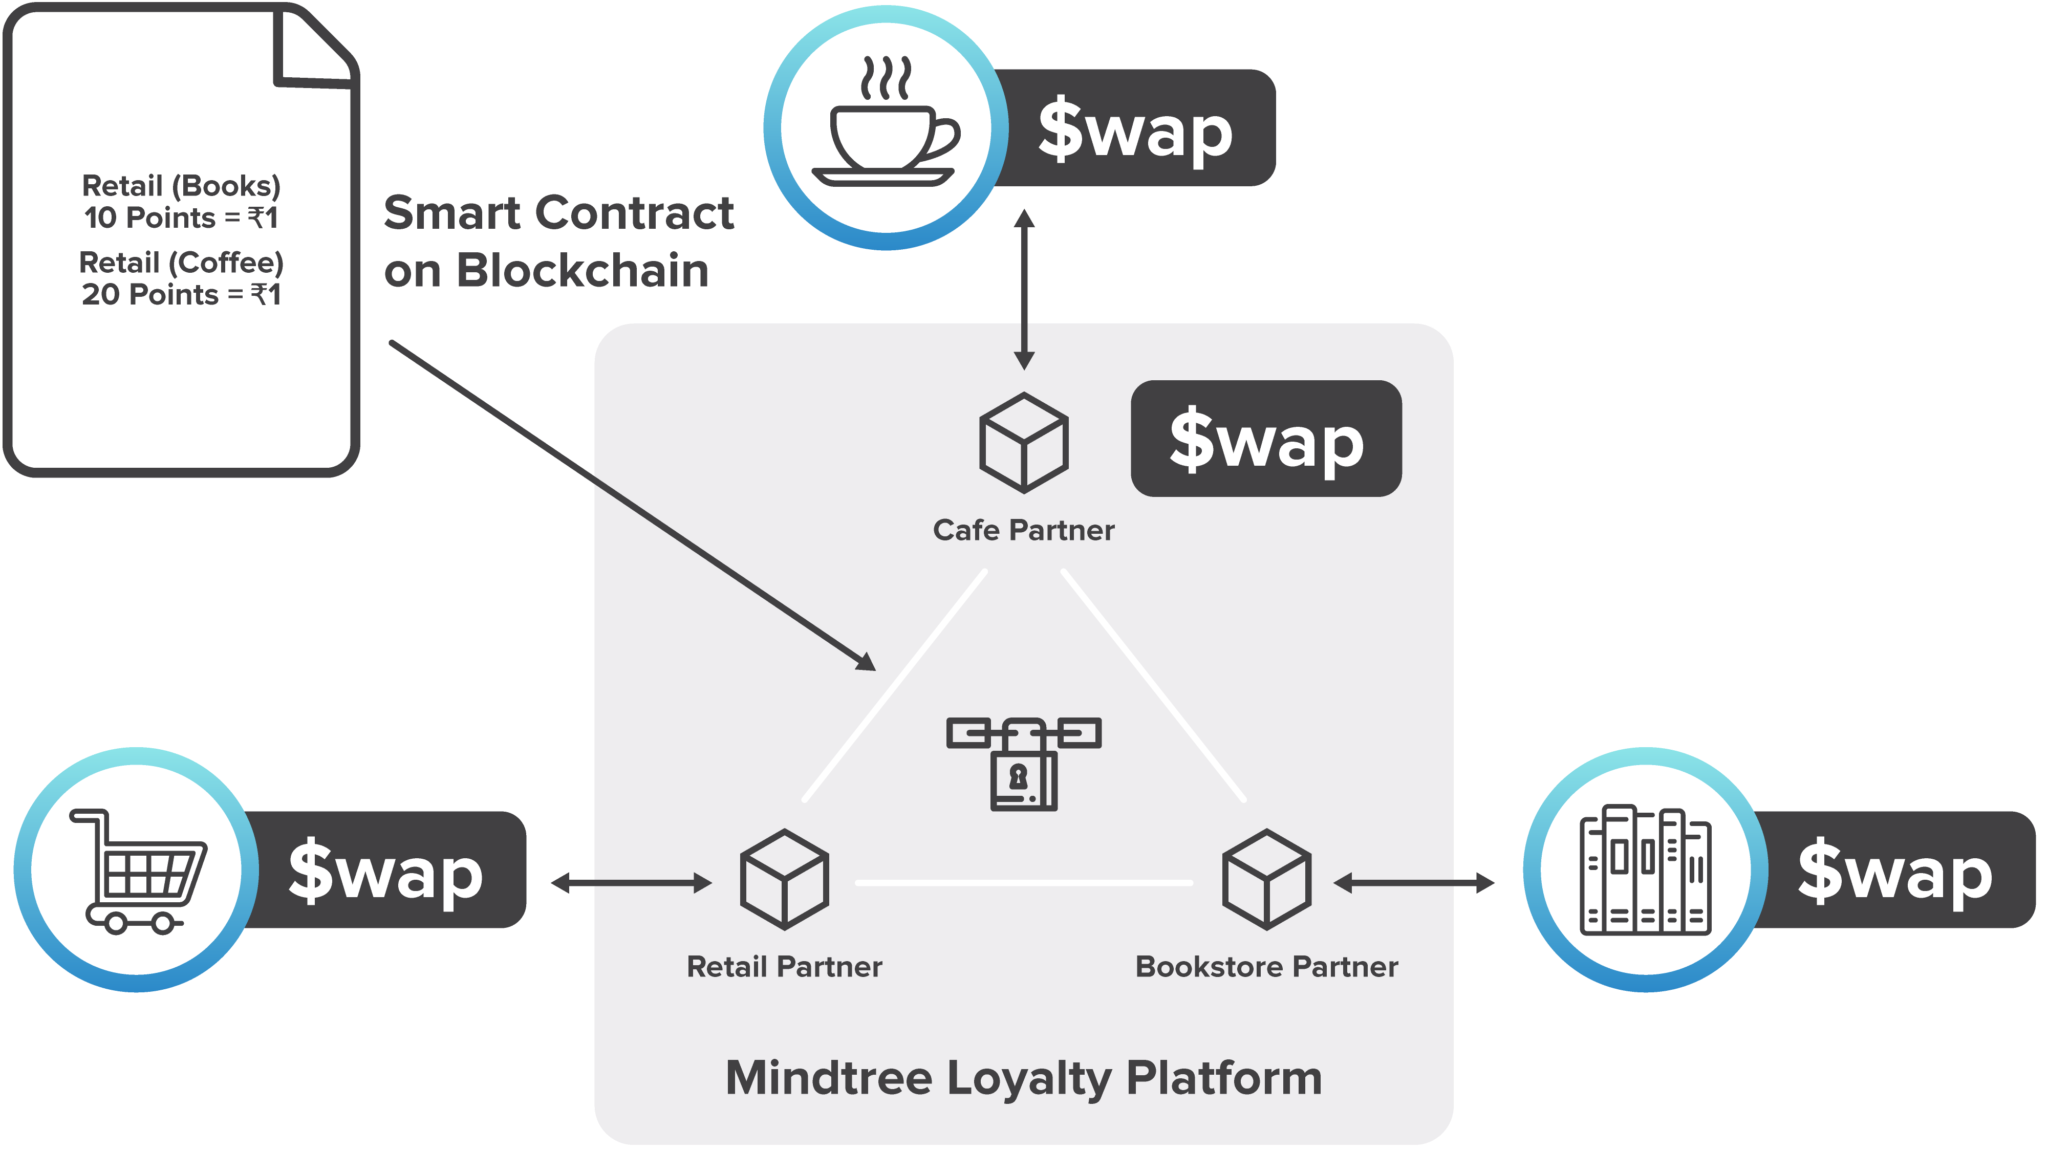 Retail (Books)
10 Points = ₹1
Retail (Coffee)
20 Points = ₹1
Smart Contract
on Blockchain
$wap
$wap
Cafe Partner
$wap
$wap
Retail Partner
Bookstore Partner
Mindtree Loyalty Platform